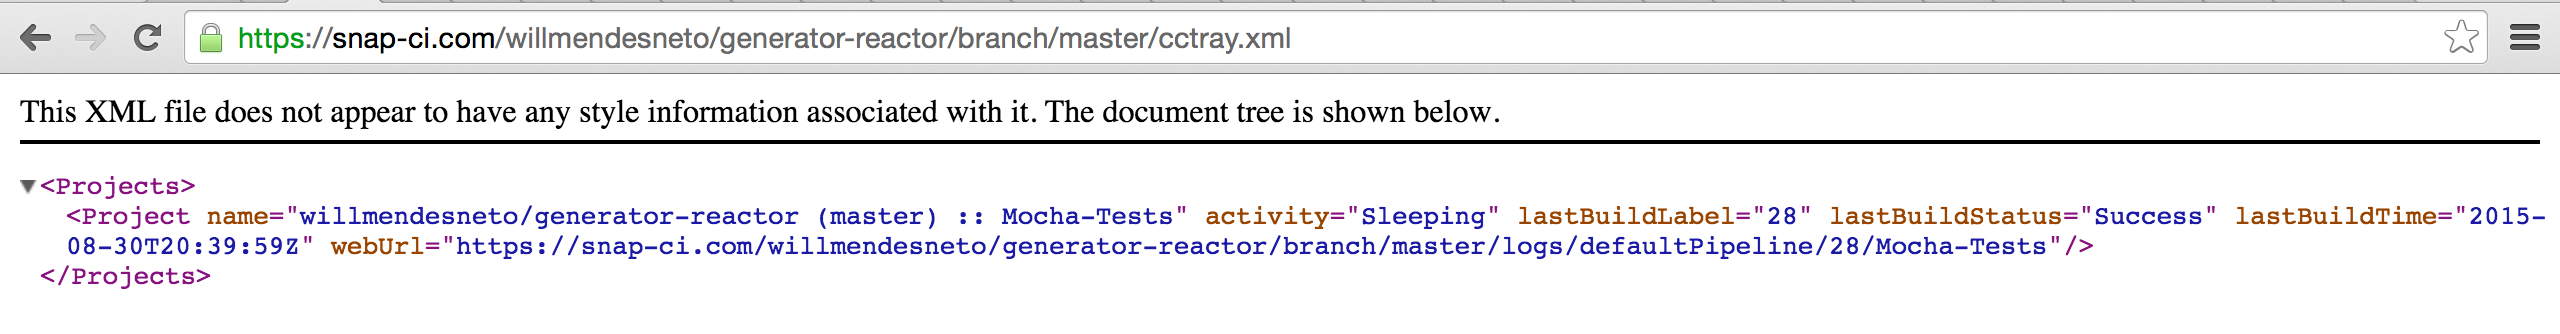 https://snap-ci.com/willmendesneto/generator-reactor/branch/master/cctray.xml
This XML file does not appear to have any style information associated with it. The document tree is shown below.
<Projects>
<Project name="willmendesneto/generator-reactor (master) :: Mocha-Tests" activity="Sleeping" lastBuildLabel="28" lastBuildStatus="Success" lastBuildTime="2015-
08-30T20:39:59Z" webUrl="https://snap-ci.com/willmendesneto/generator-reactor/branch/master/logs/defaultPipeline/28/Mocha-Tests"/>
</Projects>